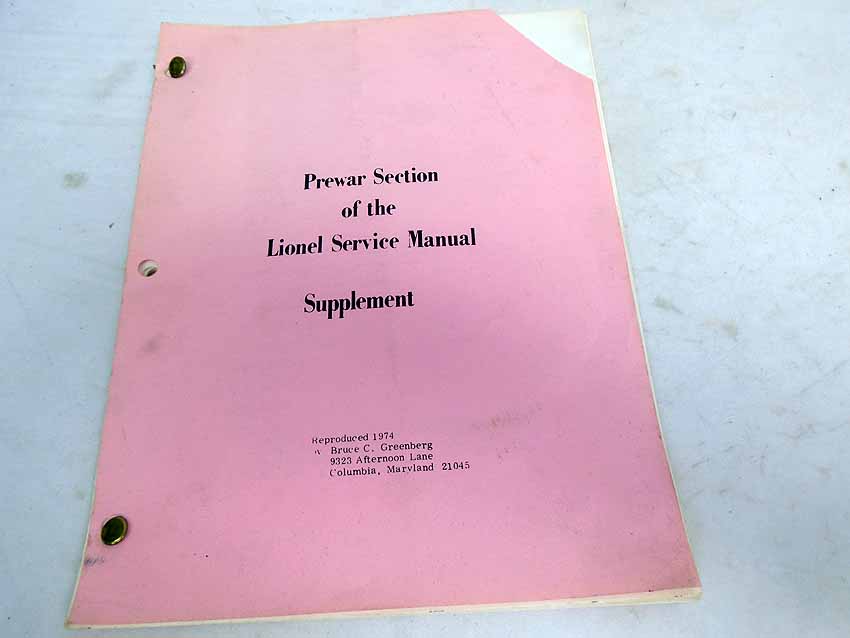 Prewar Section
of the
Lionel Service Manual
Supplement
Reproduced 1974
Bruce C. Greenberg
9323 Afternoon Lane
Columbia, Maryland 21045